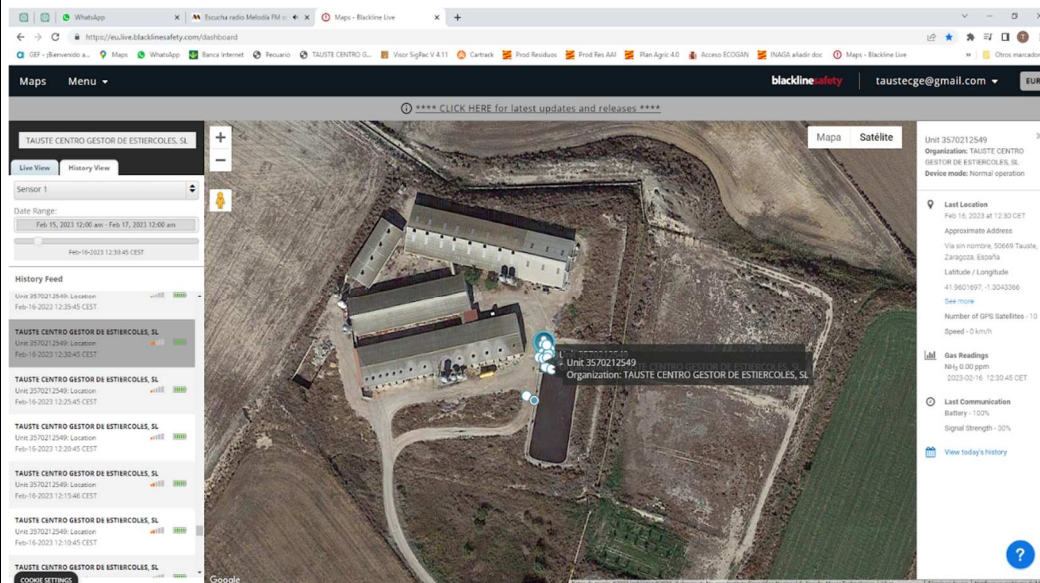 WhatsApp
Escucha radio Melodía FM
Maps - Blackline Live
https://eu.live.blacklinesafety.com/dashboard
GEF - ¡Bienvenido a...
Maps
WhatsApp
Banca Internet
Pecuario
TAUSTE CENTRO G...
Visor SigPac V 4.11
Cartrack
Prod Residuos
Prod Fes AAI
Plan Agric 4.0
Acceso ECOGAN
INAGA añadir doc
Maps - Blackline Live
Otros marcador
Maps
Menu
blacklinesafety
taustecge@gmail.com
EUR
**** CLICK HERE for latest updates and releases ****
TAUSTE CENTRO GESTOR DE ESTIERCOLES, SL
Live View
History View
Sensor 1
Date Range:
Feb 15, 2023 12:00 am - Feb 17, 2023 12:00 am
Feb-16-2023 12:30:45 CEST
History Feed
Unit 3570212549: Location
Feb-16-2023 12:35:45 CEST
TAUSTE CENTRO GESTOR DE ESTIERCOLES, SL
Unit 3570212549: Location
Feb-16-2023 12:30:45 CEST
TAUSTE CENTRO GESTOR DE ESTIERCOLES, SL
Unit 3570212549: Location
Feb-16-2023 12:25:45 CEST
TAUSTE CENTRO GESTOR DE ESTIERCOLES, SL
Unit 3570212549: Location
Feb-16-2023 12:20:45 CEST
TAUSTE CENTRO GESTOR DE ESTIERCOLES, SL
Unit 3570212549: Location
Feb-16-2023 12:15:46 CEST
TAUSTE CENTRO GESTOR DE ESTIERCOLES, SL
Unit 3570212549: Location
Feb-16-2023 12:10:45 CEST
TAUSTE CENTRO GESTOR DE ESTIERCOLES, SL
COOKIE SETTINGS
Mapa
Satélite
Unit 3570212549
Organization: TAUSTE CENTRO GESTOR DE ESTIERCOLES, SL
Google
Unit 3570212549
Organization: TAUSTE CENTRO
GESTOR DE ESTIERCOLES, SL
Device mode: Normal operation
Last Location
Feb 16, 2023 at 12:30 CET
Approximate Address
Vía sin nombre, 50669 Tauste,
Zaragoza, España
Latitude / Longitude
41.9601697, -1.3043366
See more
Number of GPS Satellites - 10
Speed - 0 km/h
Gas Readings
NH₃ 0.00 ppm
2023-02-16 12:30:45 CET
Last Communication
Battery - 100%
Signal Strength - 30%
View today's history